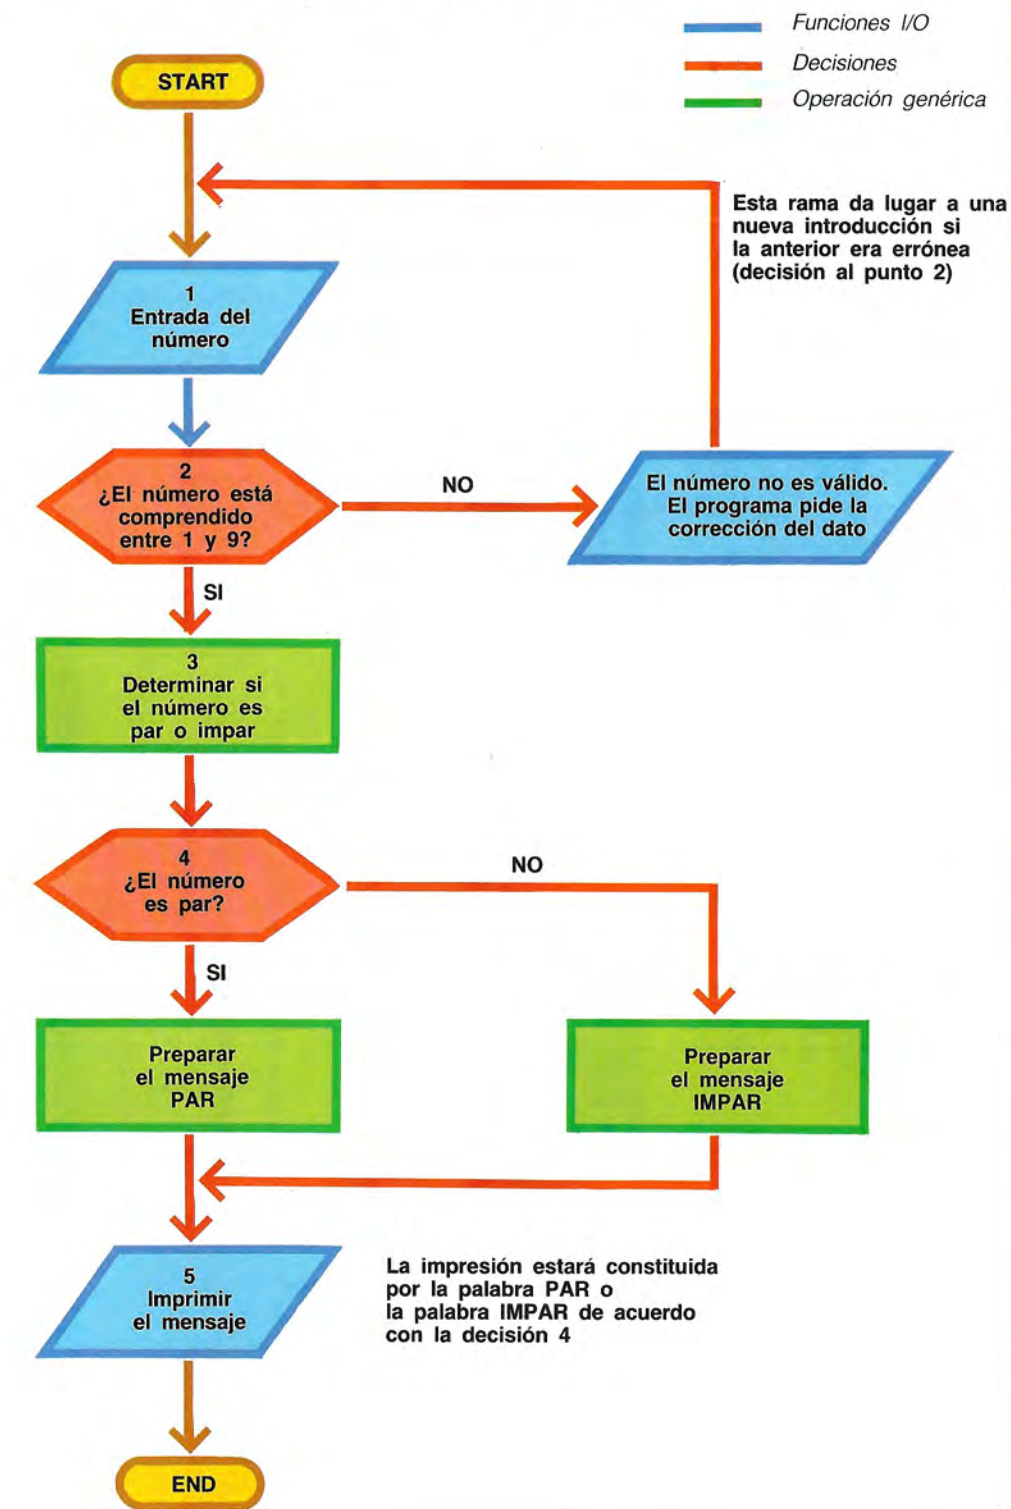 Funciones I/O
Decisiones
Operación genérica
START
Esta rama da lugar a una
nueva introducción si
la anterior era errónea
(decisión al punto 2)
1
Entrada del
número
2
¿El número está
comprendido
entre 1 y 9?
NO
El número no es válido.
El programa pide la
corrección del dato
SI
3
Determinar si
el número es
par o impar
4
¿El número
es par?
NO
SI
Preparar
el mensaje
PAR
Preparar
el mensaje
IMPAR
5
Imprimir
el mensaje
La impresión estará constituida
por la palabra PAR o
la palabra IMPAR de acuerdo
con la decisión 4
END